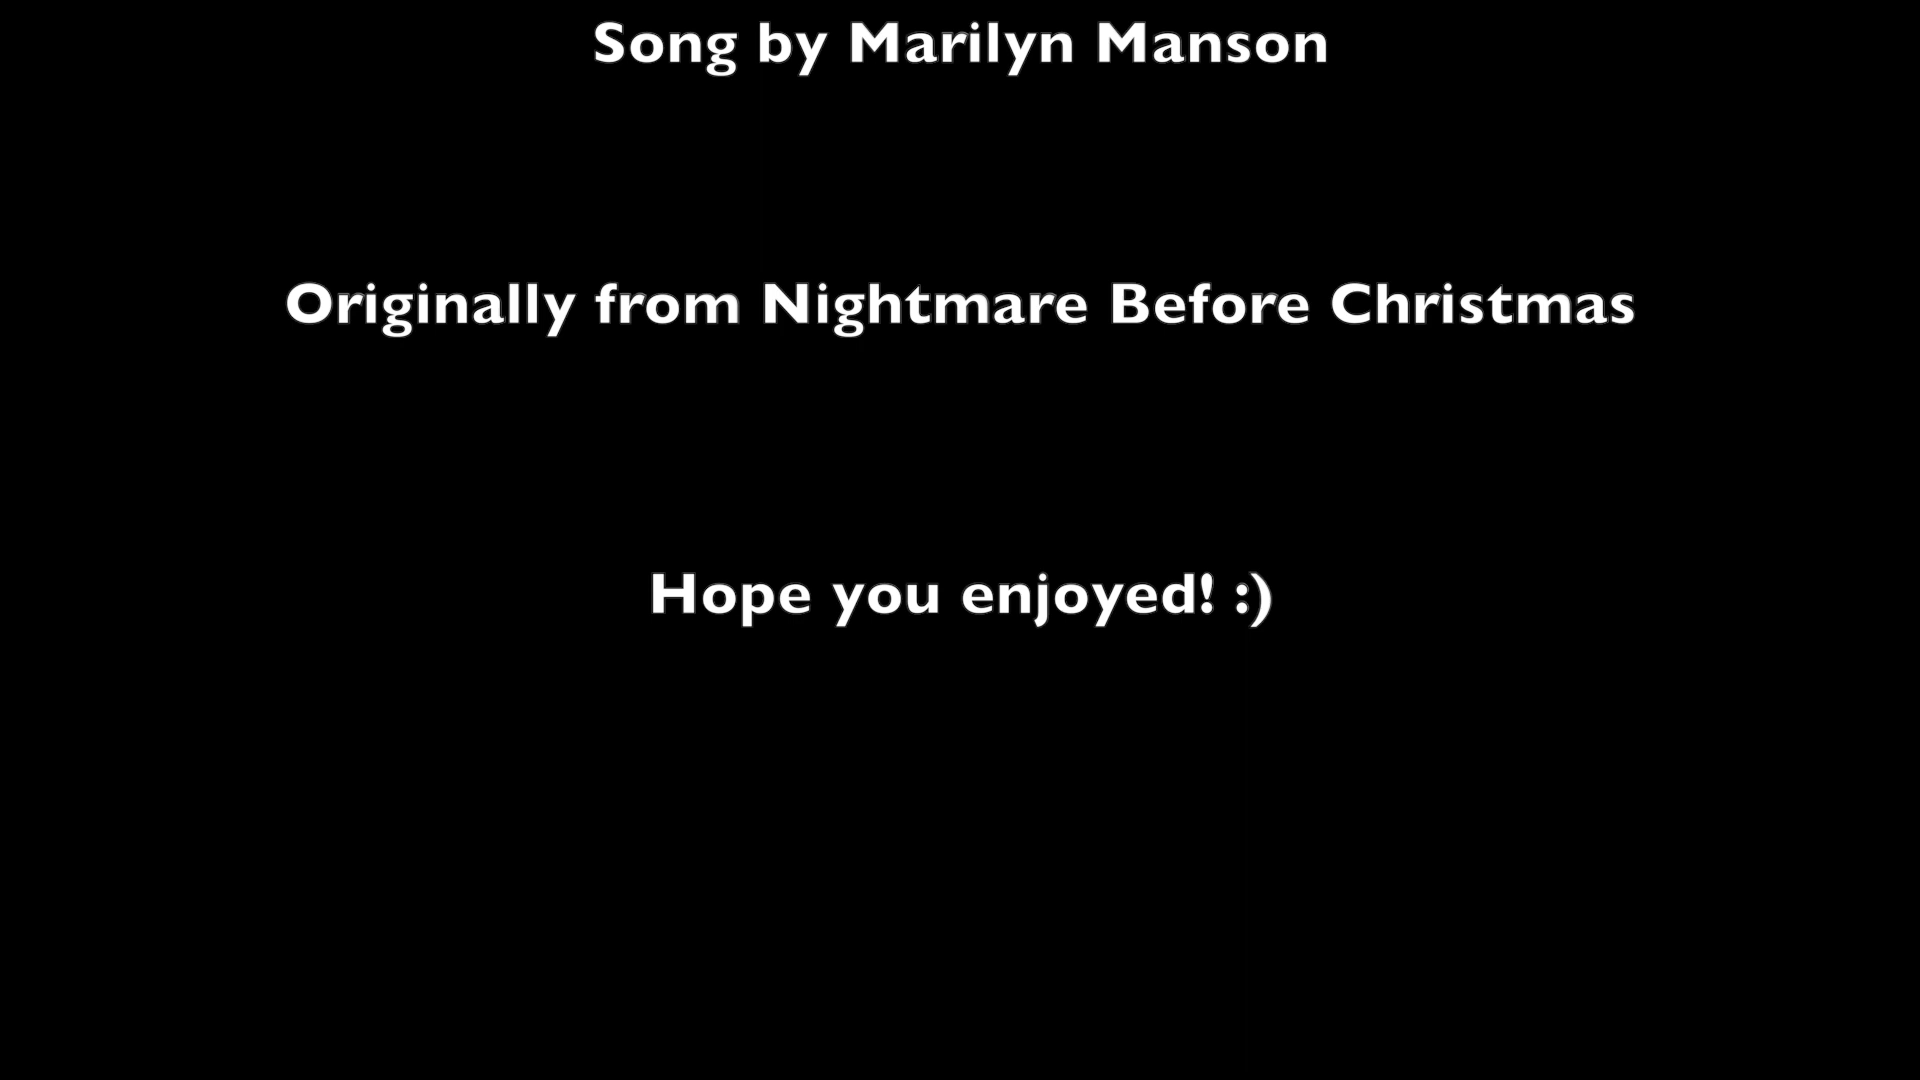 Song by Marilyn Manson
Originally from Nightmare Before Christmas
Hope you enjoyed! :)